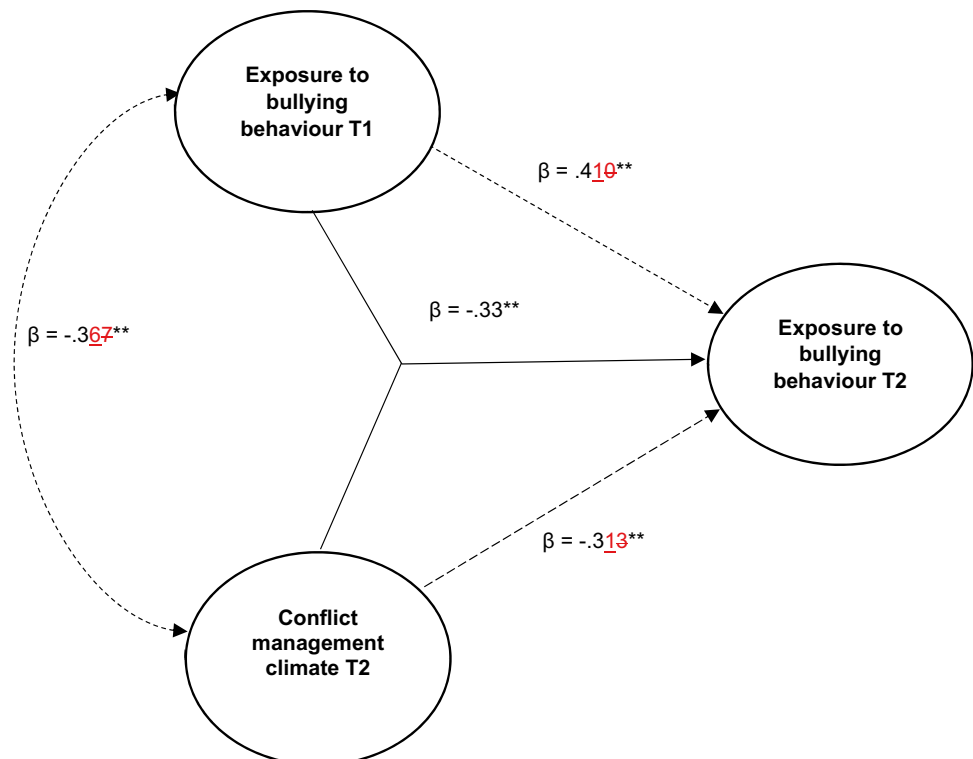 Exposure to
bullying
behaviour T1
β = .410**
β = -.33**
β = -.367**
Exposure to
bullying
behaviour T2
β = -.313**
Conflict
management
climate T2